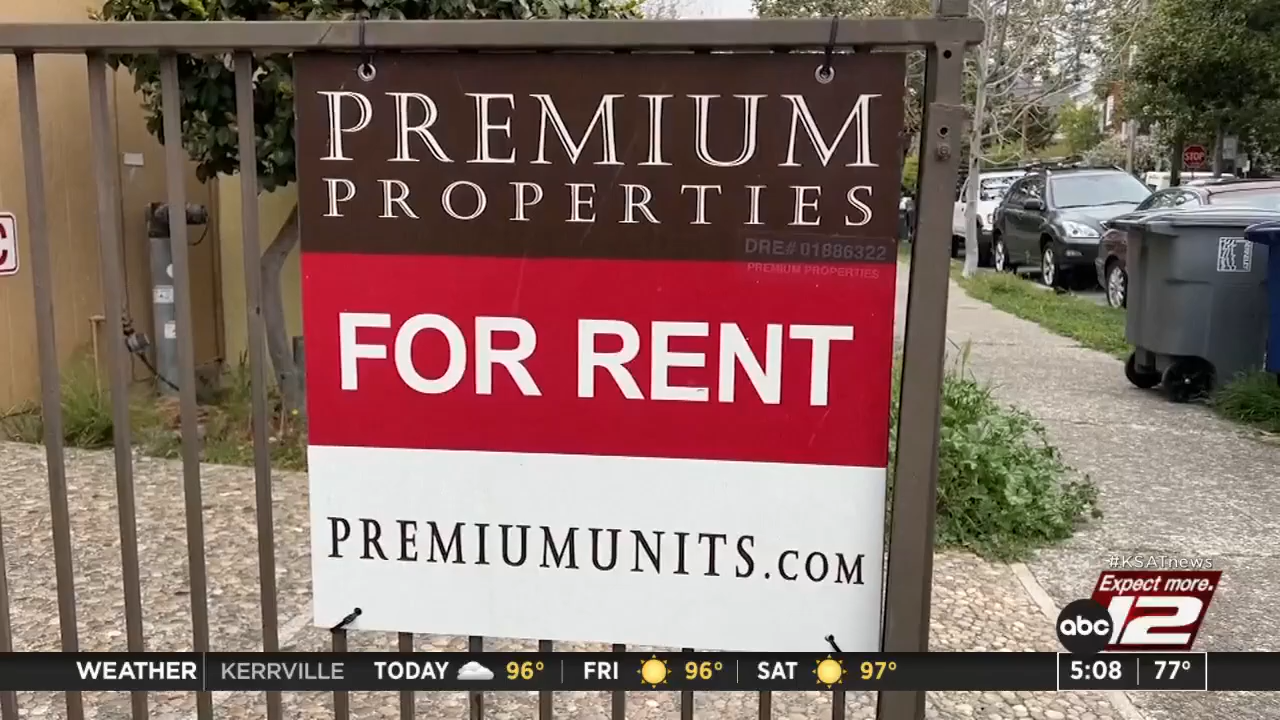 PREMIUM
PROPERTIES
DRE# 01886322
PREMIUM PROPERTIES
FOR RENT
PREMIUMUNITS.COM
STOP
C
#KSATnews
Expect more.
abc 12
WEATHER KERRVILLE TODAY 96° FRI 96° SAT 97° 5:08 77°